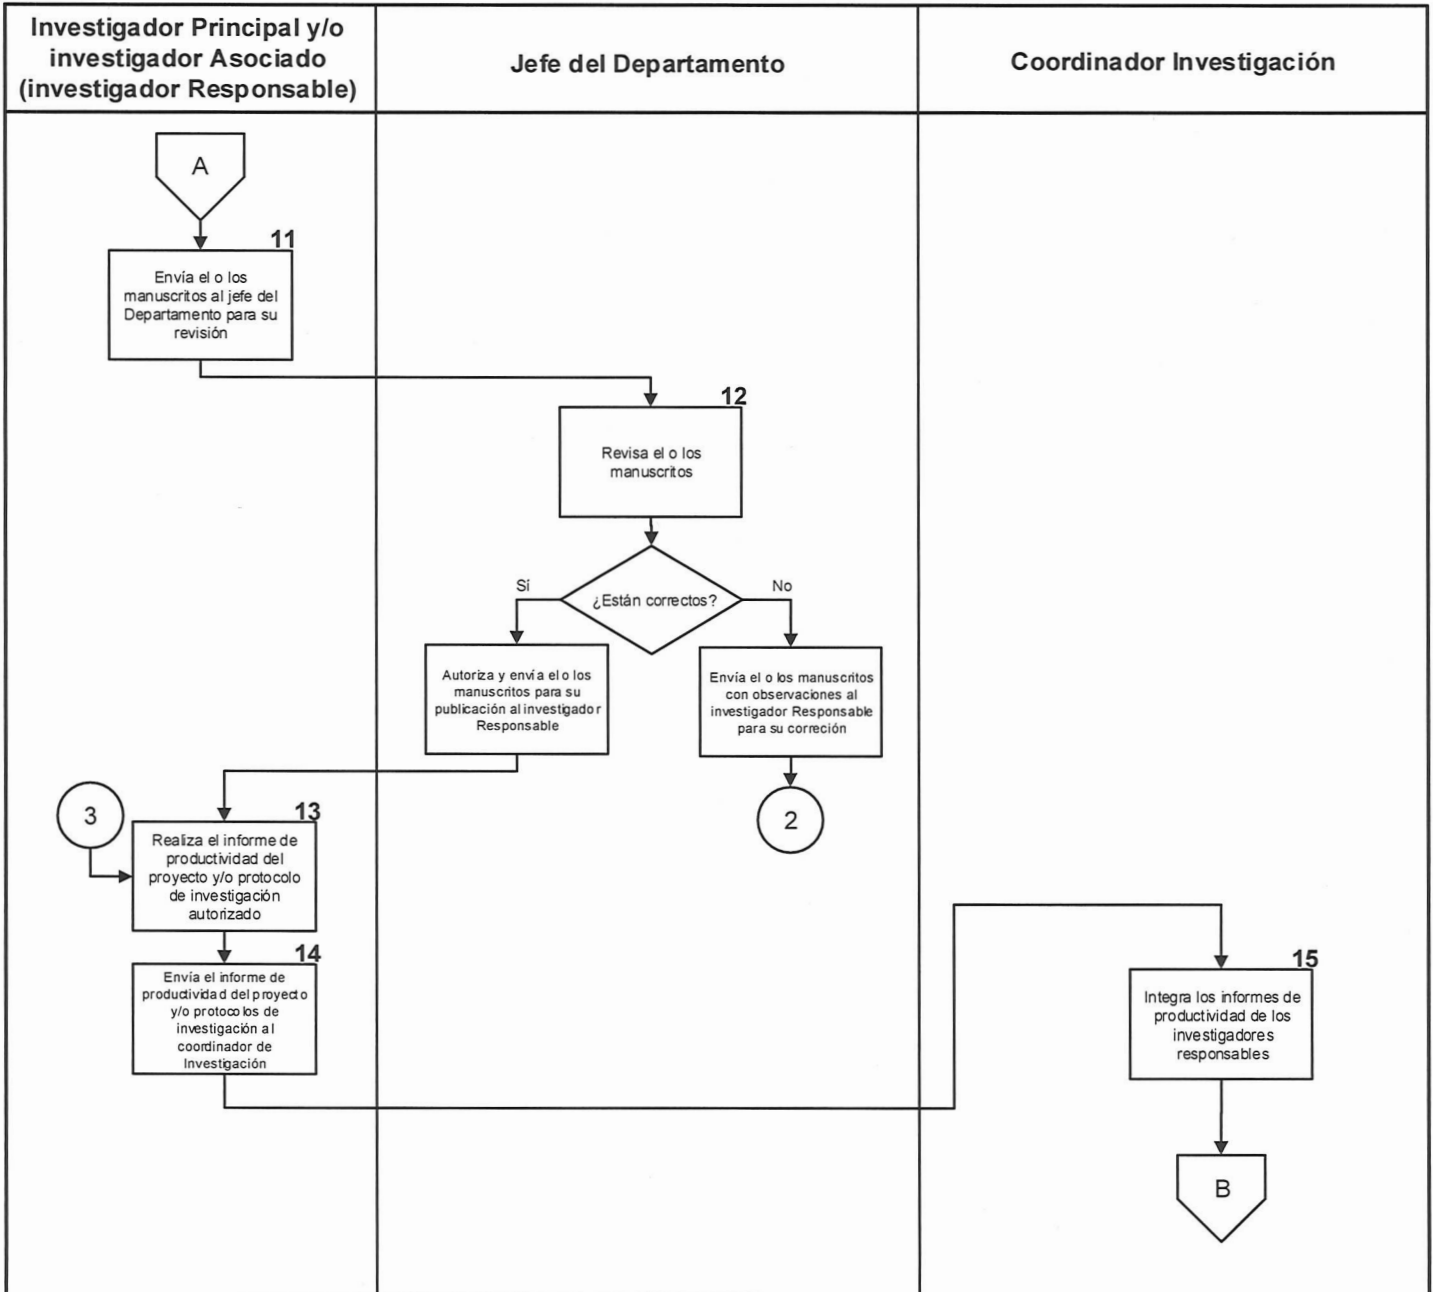 Investigador Principal y/o
investigador Asociado
(investigador Responsable)
Jefe del Departamento
Coordinador Investigación
A
11
Envía el o los
manuscritos al jefe del
Departamento para su
revisión
12
Revisa el o los
manuscritos
Sí
¿Están correctos?
No
Autoriza y envía el o los
manuscritos para su
publicación al investigador
Responsable
Envía el o los manuscritos
con observaciones al
investigador Responsable
para su correción
3
2
13
Realiza el informe de
productividad del
proyecto y/o protocolo
de investigación
autorizado
14
Envía el informe de
productividad del proyecto
y/o protocolos de
investigación al
coordinador de
Investigación
15
Integra los informes de
productividad de los
investigadores
responsables
B